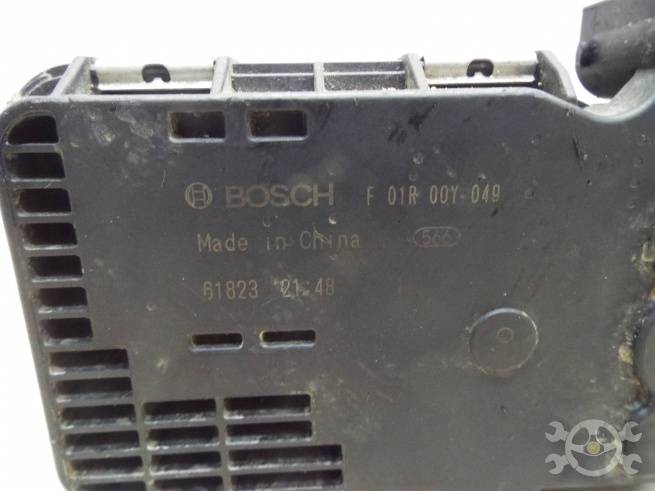 BOSCH F 01R 00Y-049
Made in China 566
61823 21:48